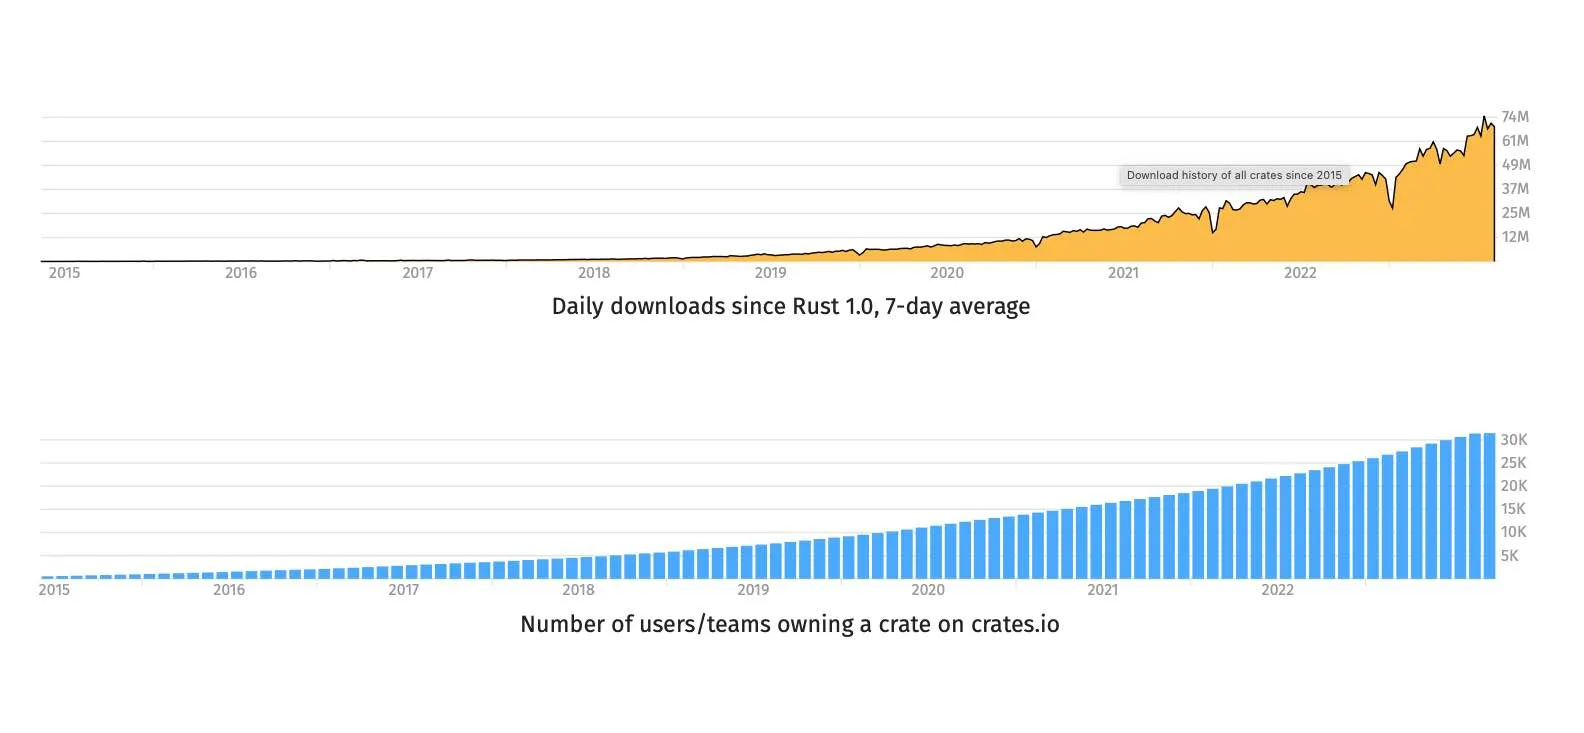 74M
61M
49M
Download history of all crates since 2015
37M
25M
12M
2015 2016 2017 2018 2019 2020 2021 2022
Daily downloads since Rust 1.0, 7-day average
30K
25K
20K
15K
10K
5K
2015 2016 2017 2018 2019 2020 2021 2022
Number of users/teams owning a crate on crates.io